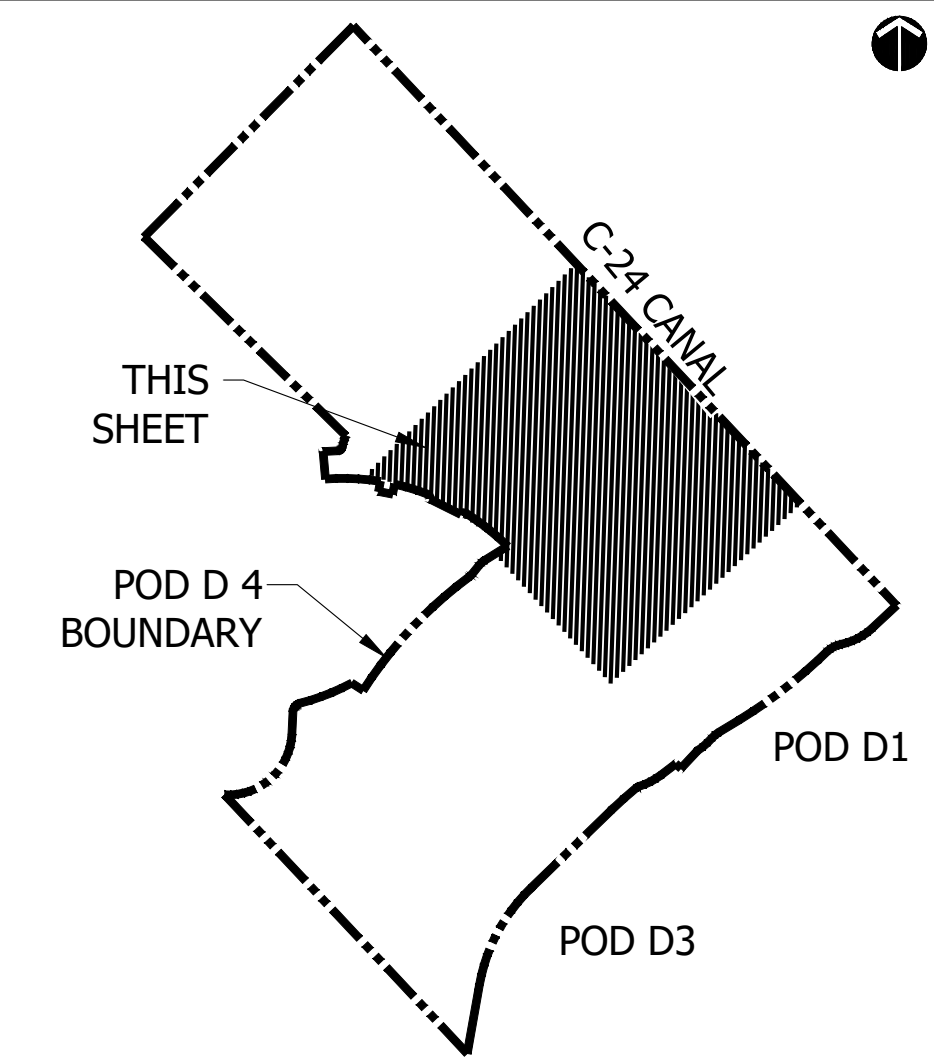 C-24 CANAL
THIS
SHEET
POD D 4
BOUNDARY
POD D1
POD D3